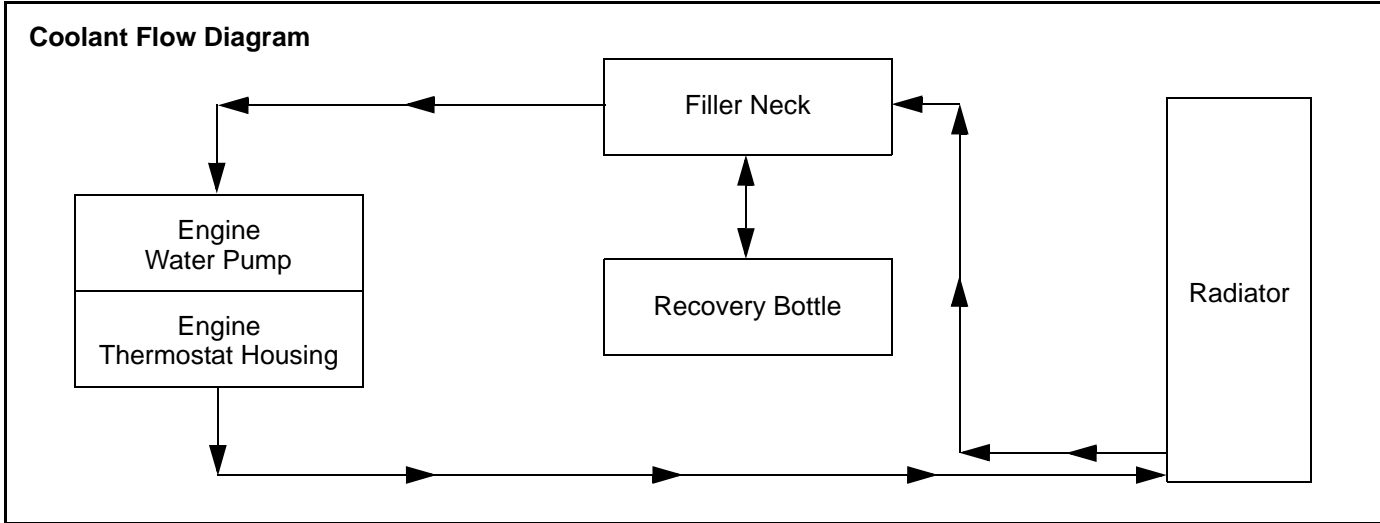 Coolant Flow Diagram
Filler Neck
Engine
Water Pump
Engine
Thermostat Housing
Recovery Bottle
Radiator